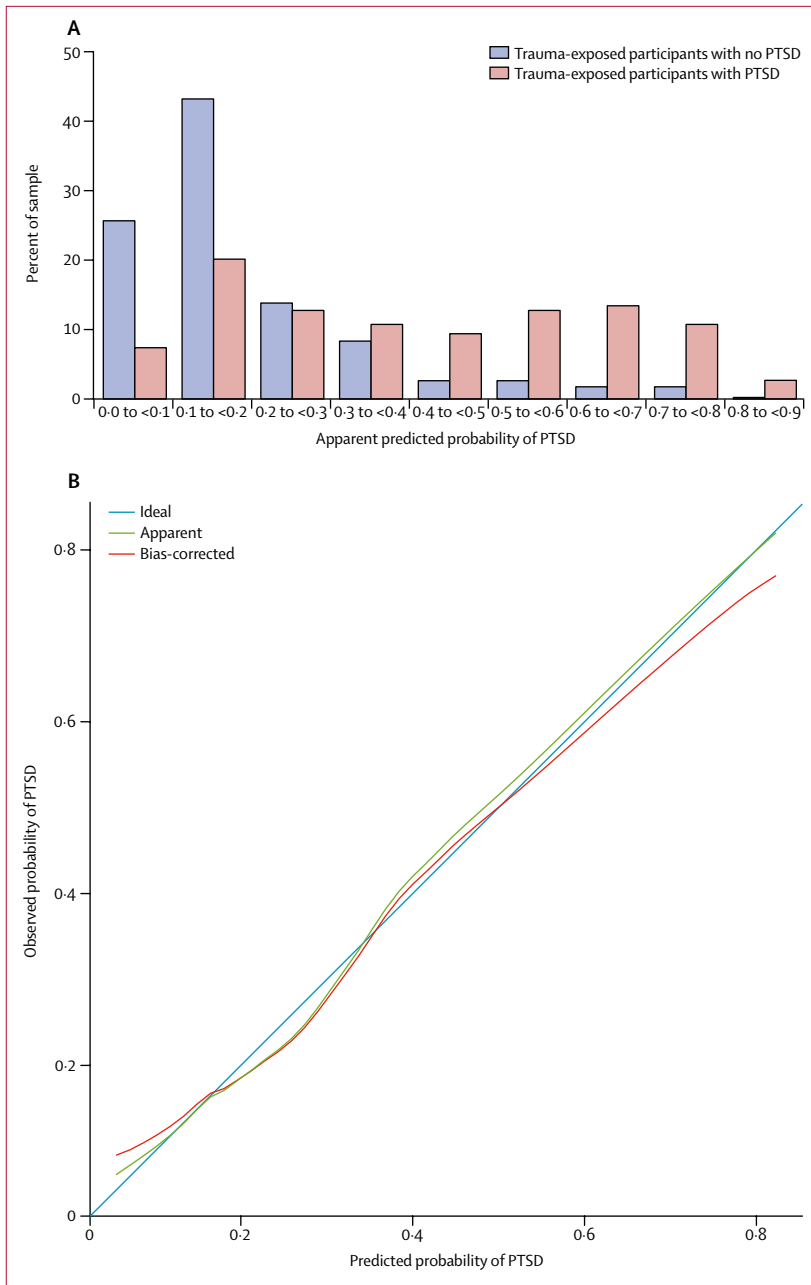 A
50
40
30
20
10
0
Percent of sample
Trauma-exposed participants with no PTSD
Trauma-exposed participants with PTSD
0·0 to <0·1 0·1 to <0·2 0·2 to <0·3 0·3 to <0·4 0·4 to <0·5 0·5 to <0·6 0·6 to <0·7 0·7 to <0·8 0·8 to <0·9
Apparent predicted probability of PTSD
B
Ideal
Apparent
Bias-corrected
0·8
0·6
0·4
0·2
0
Observed probability of PTSD
0 0·2 0·4 0·6 0·8
Predicted probability of PTSD